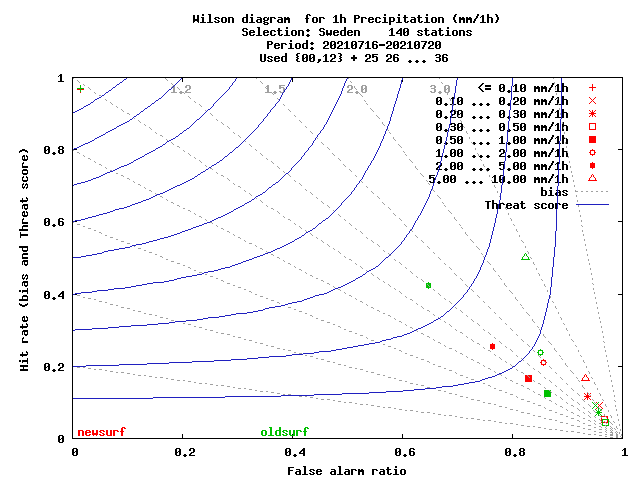 Wilson diagram  for 1h Precipitation (mm/1h)
Selection: Sweden    140 stations
Period: 20210716-20210720
Used {00,12} + 25 26 ... 36
1
1.2
1.5
2.0
3.0
<= 0.10 mm/1h
0.10 ... 0.20 mm/1h
0.20 ... 0.30 mm/1h
0.30 ... 0.50 mm/1h
0.50 ... 1.00 mm/1h
1.00 ... 2.00 mm/1h
2.00 ... 5.00 mm/1h
5.00 ... 10.00 mm/1h
bias
Threat score
0.8
0.6
0.4
0.2
0
Hit rate (bias and Threat score)
newsurf
oldsurf
0
0.2
0.4
0.6
0.8
1
False alarm ratio